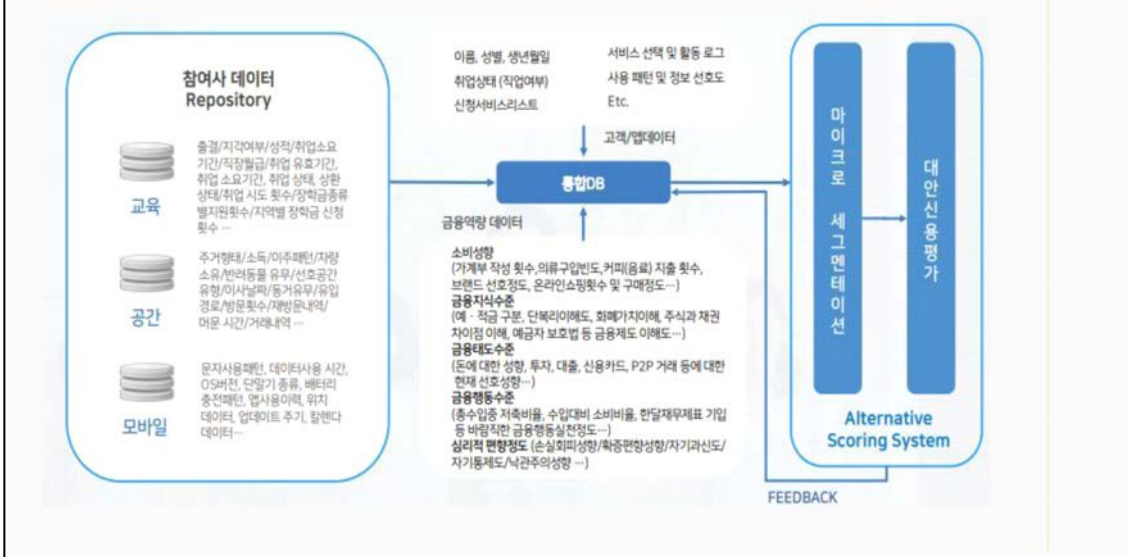 참여사 데이터
Repository
출결/지각여부/성적/취업소요
기간/직장월급/취업 유효기간,
취업 소요기간, 취업 상태, 상환
상태/취업 시도 횟수/장학금종류
별지원횟수/지역별 장학금 신청
횟수 …
교육
주거형태/소득/이주패턴/차량
소유/반려동물 유무/선호공간
유형/이사날짜/동거유무/유입
경로/방문횟수/재방문내역/
머문 시간/거래내역 …
공간
문자사용패턴, 데이터사용 시간,
OS버전, 단말기 종류, 배터리
충전패턴, 앱사용이력, 위치
데이터, 업데이트 주기, 칼렌다
데이터…
모바일
이름, 성별, 생년월일
취업상태 (직업여부)
신청서비스리스트
서비스 선택 및 활동 로그
사용 패턴 및 정보 선호도
Etc.
고객/앱데이터
통합DB
금융역량 데이터
소비성향
(가계부 작성 횟수,의류구입빈도,커피(음료) 지출 횟수,
브랜드 선호정도, 온라인쇼핑횟수 및 구매정도…)
금융지식수준
(예ㆍ적금 구분, 단복리이해도, 화폐가치이해, 주식과 채권
차이점 이해, 예금자 보호법 등 금융제도 이해도…)
금융태도수준
(돈에 대한 성향, 투자, 대출, 신용카드, P2P 거래 등에 대한
현재 선호성향…)
금융행동수준
(총수입중 저축비율, 수입대비 소비비율, 한달재무제표 기입
등 바람직한 금융행동실천정도…)
심리적 편향정도 (손실회피성향/확증편향성향/자기과신도/
자기통제도/낙관주의성향 …)
마이크로 세그멘테이션
대안신용평가
Alternative
Scoring System
FEEDBACK